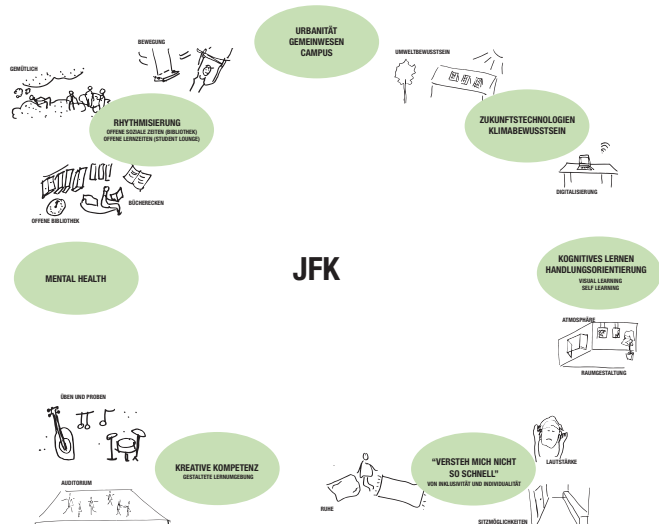 URBANITÄT
GEMEINWESEN
CAMPUS
BEWEGUNG
UMWELTBEWUSSTSEIN
GEMÜTLICH
RHYTHMISIERUNG
OFFENE SOZIALE ZEITEN (BIBLIOTHEK)
OFFENE LERNZEITEN (STUDENT LOUNGE)
ZUKUNFTSTECHNOLOGIEN
KLIMABEWUSSTSEIN
DIGITALISIERUNG
BÜCHERECKEN
OFFENE BIBLIOTHEK
MENTAL HEALTH
JFK
KOGNITIVES LERNEN
HANDLUNGSORIENTIERUNG
VISUAL LEARNING
SELF LEARNING
ATMOSPHÄRE
RAUMGESTALTUNG
ÜBEN UND PROBEN
LAUTSTÄRKE
KREATIVE KOMPETENZ
GESTALTETE LERNUMGEBUNG
"VERSTEH MICH NICHT
SO SCHNELL"
VON INKLUSIVITÄT UND INDIVIDUALITÄT
AUDITORIUM
RUHE
SITZMÖGLICHKEITEN